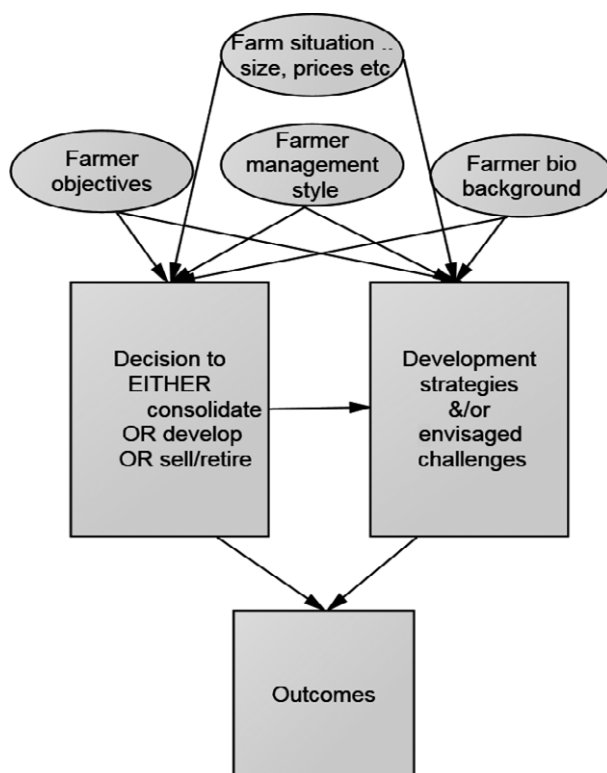 Farm situation ..
size, prices etc
Farmer
objectives
Farmer
management
style
Farmer bio
background
Decision to
EITHER
consolidate
OR develop
OR sell/retire
Development
strategies
&/or
envisaged
challenges
Outcomes